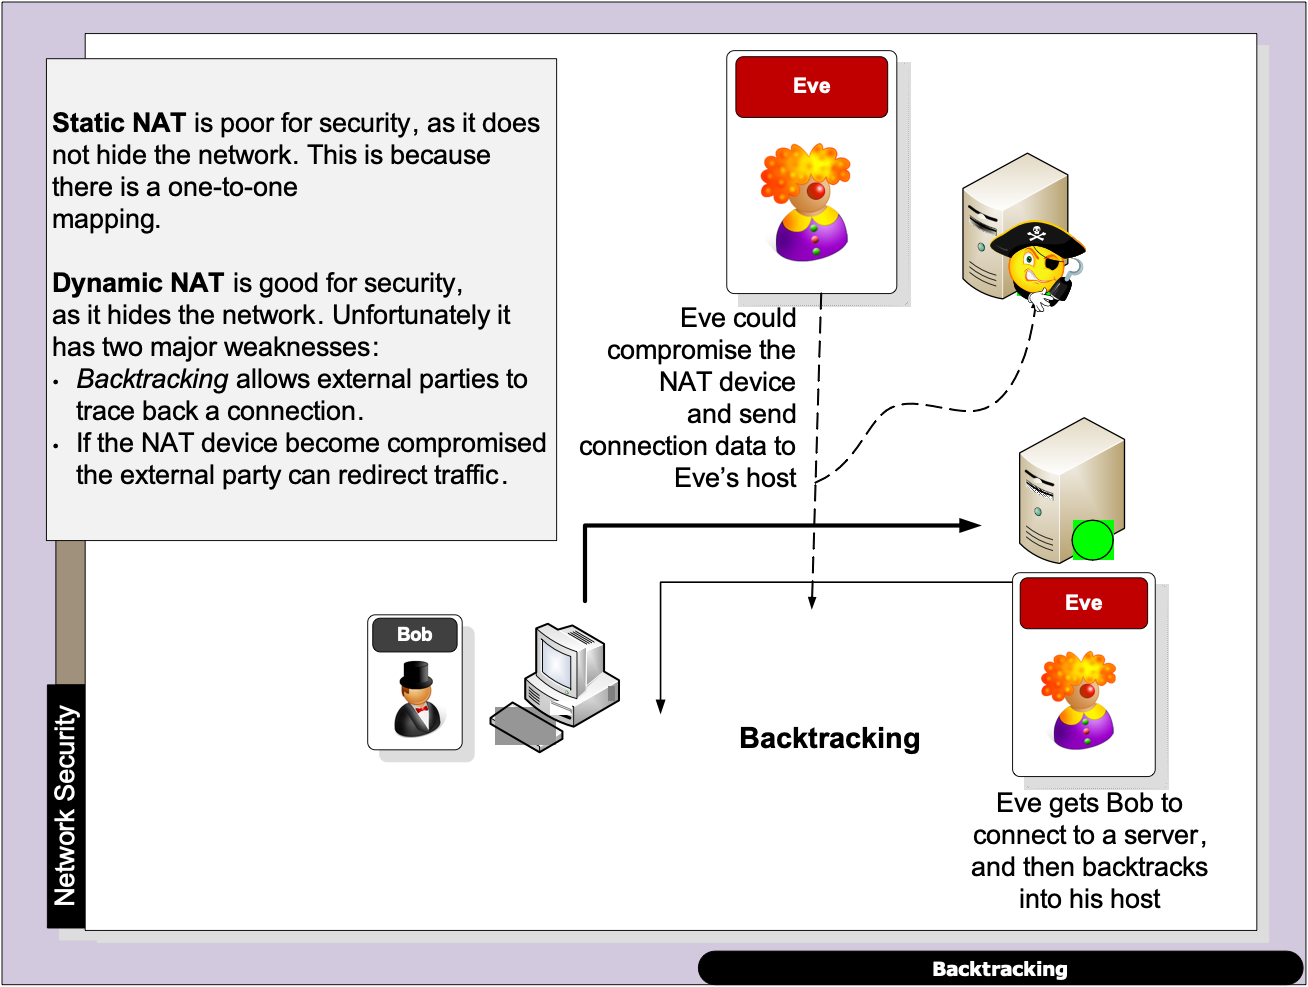 Static NAT is poor for security, as it does
not hide the network. This is because
there is a one-to-one
mapping.
Dynamic NAT is good for security,
as it hides the network. Unfortunately it
has two major weaknesses:
• Backtracking allows external parties to
trace back a connection.
• If the NAT device become compromised
the external party can redirect traffic.
Eve
Eve could
compromise the
NAT device
and send
connection data to
Eve's host
Bob
Eve
Backtracking
Eve gets Bob to
connect to a server,
and then backtracks
into his host
Network Security
Backtracking